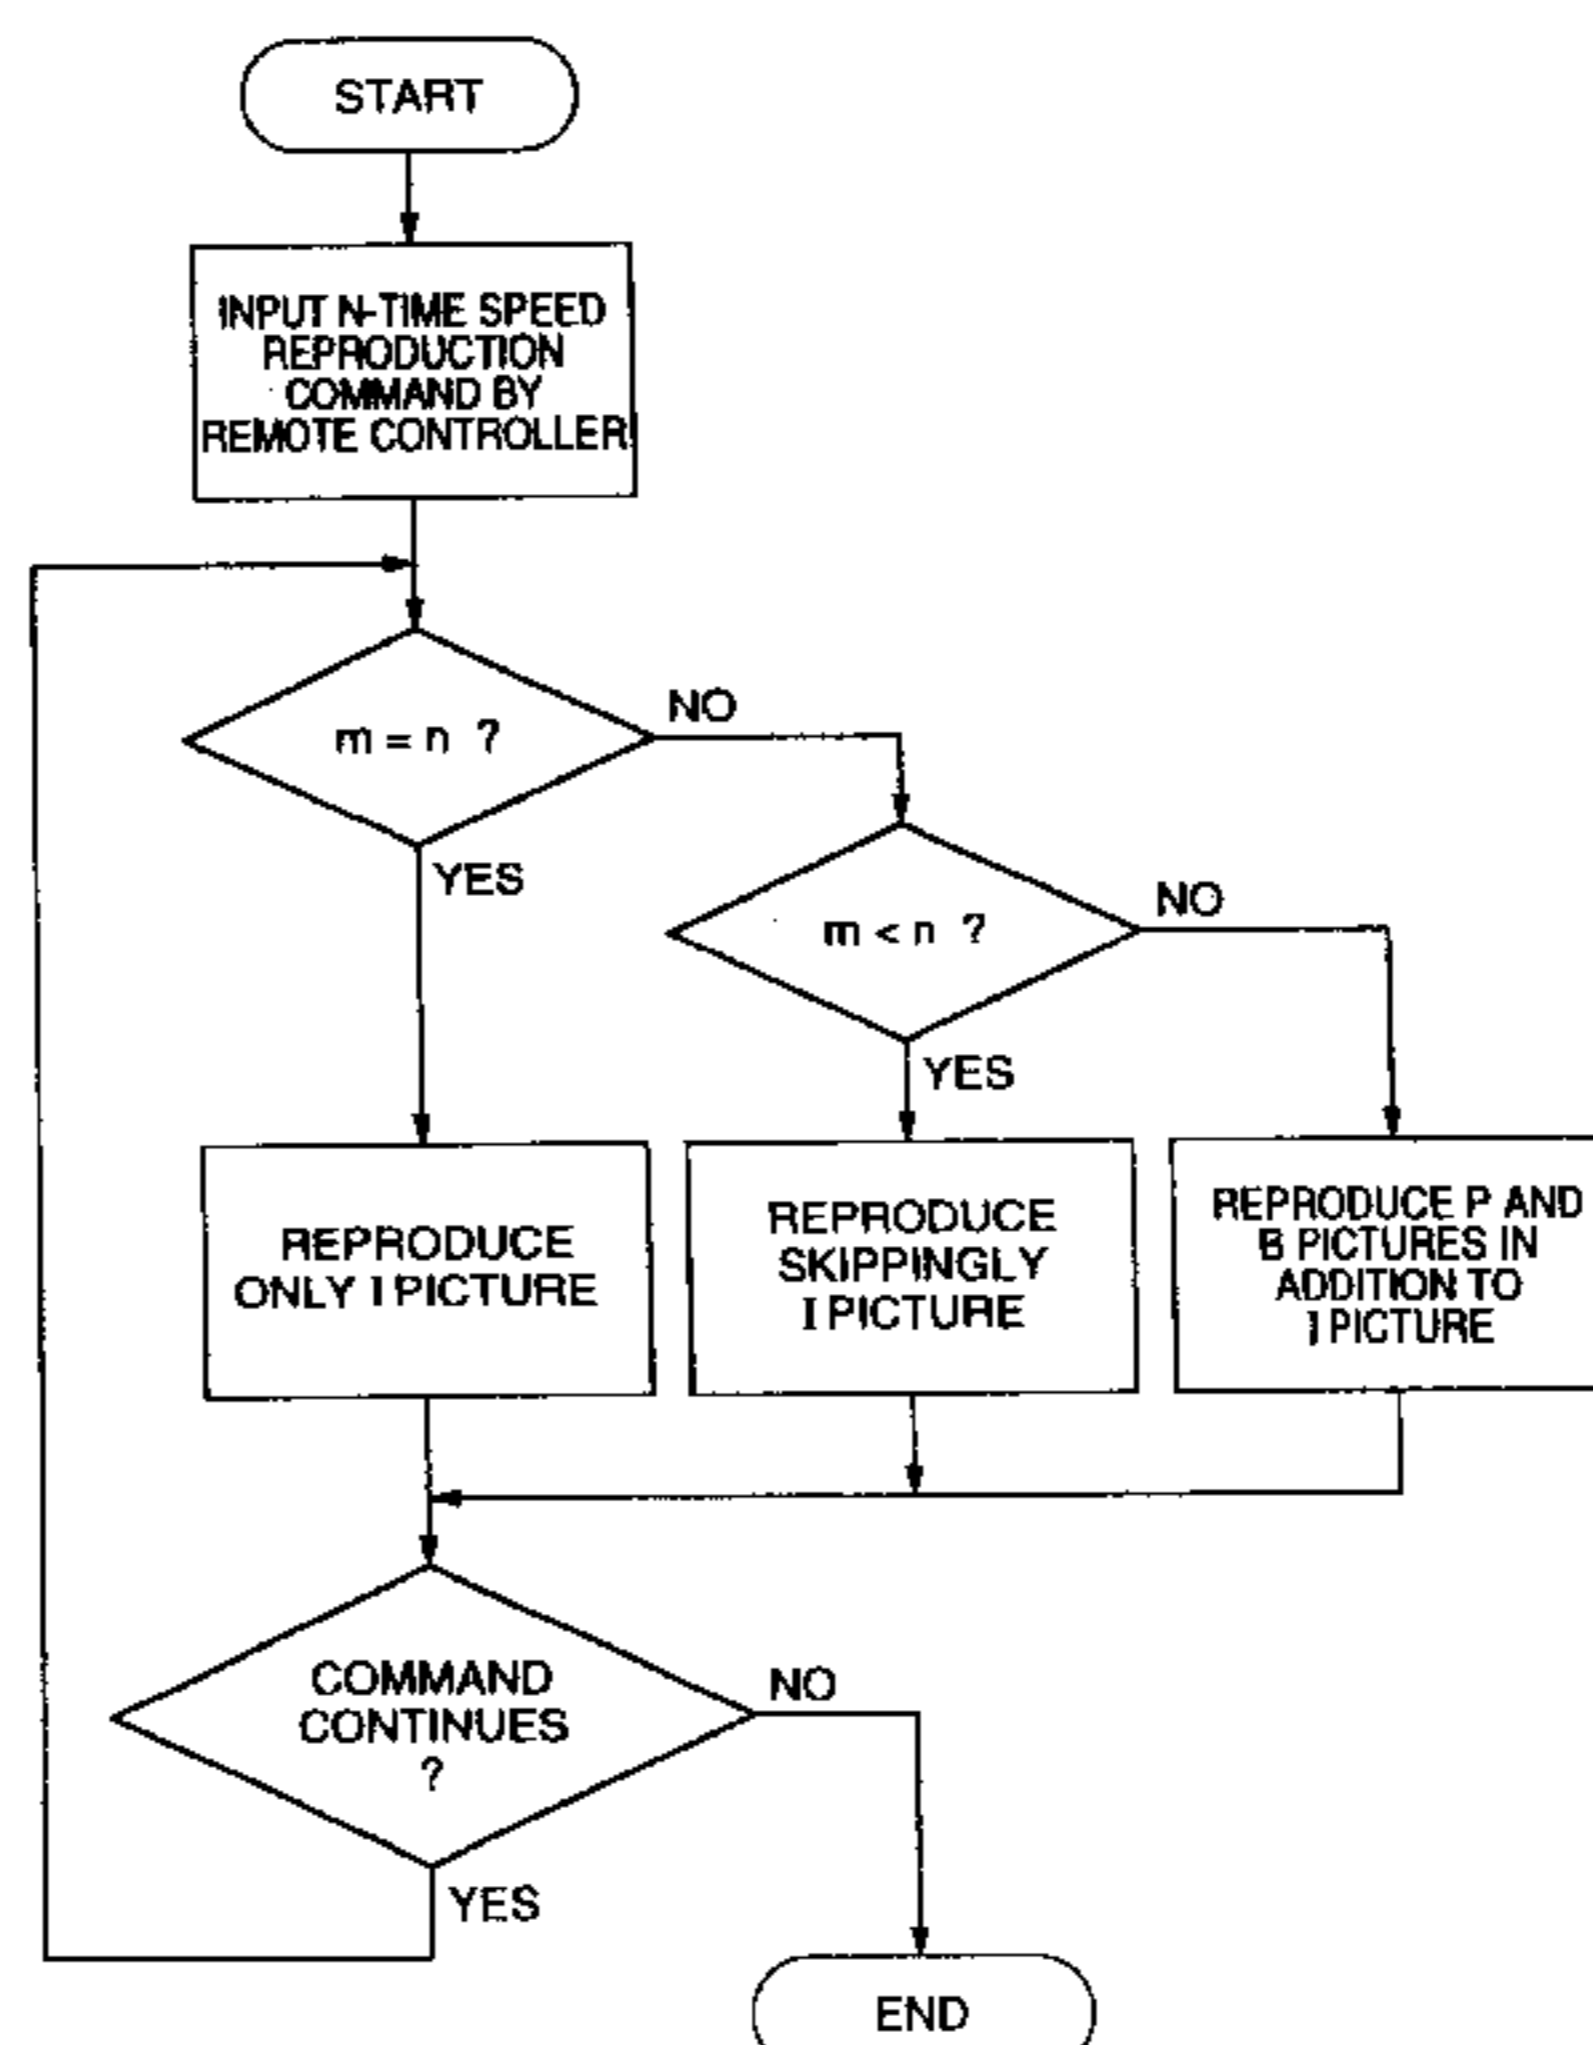 START
INPUT N-TIME SPEED
REPRODUCTION
COMMAND BY
REMOTE CONTROLLER
m = n ?
NO
YES
m < n ?
NO
YES
REPRODUCE
ONLY I PICTURE
REPRODUCE
SKIPPINGLY
I PICTURE
REPRODUCE P AND
B PICTURES IN
ADDITION TO
I PICTURE
COMMAND
CONTINUES
?
NO
YES
END